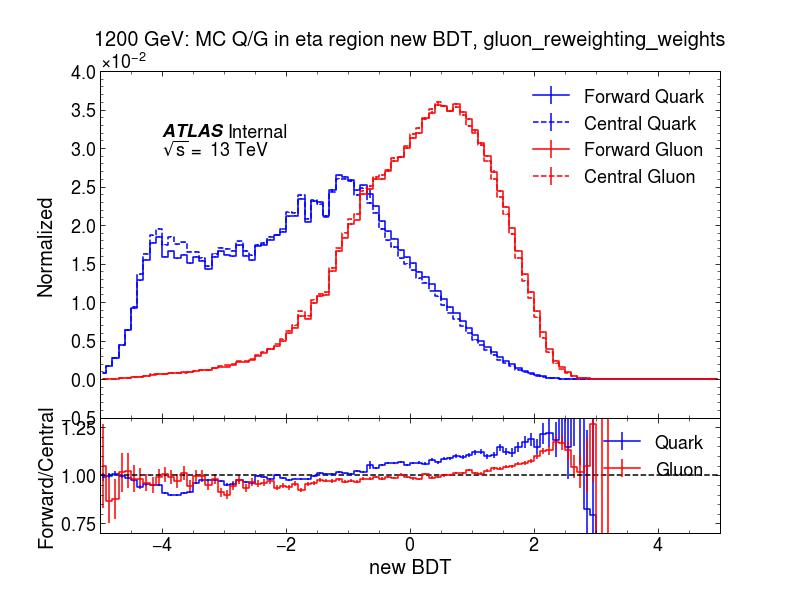 1200 GeV: MC Q/G in eta region new BDT, gluon_reweighting_weights
×10⁻²
4.0
3.5
3.0
2.5
2.0
1.5
1.0
0.5
0.0
Normalized
ATLAS Internal
√s = 13 TeV
Forward Quark
Central Quark
Forward Gluon
Central Gluon
0.5
1.25
1.00
0.75
Forward/Central
Quark
Gluon
−4 −2 0 2 4
new BDT